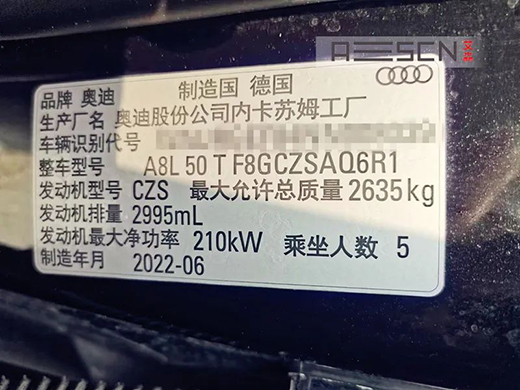 AESCN
品牌 奥迪 制造国 德国
生产厂名 奥迪股份公司内卡苏姆工厂
车辆识别代号
整车型号 A8L 50 T F8GCZSAQ6R1
发动机型号 CZS 最大允许总质量 2635kg
发动机排量 2995mL
发动机最大净功率 210kW 乘坐人数 5
制造年月 2022-06